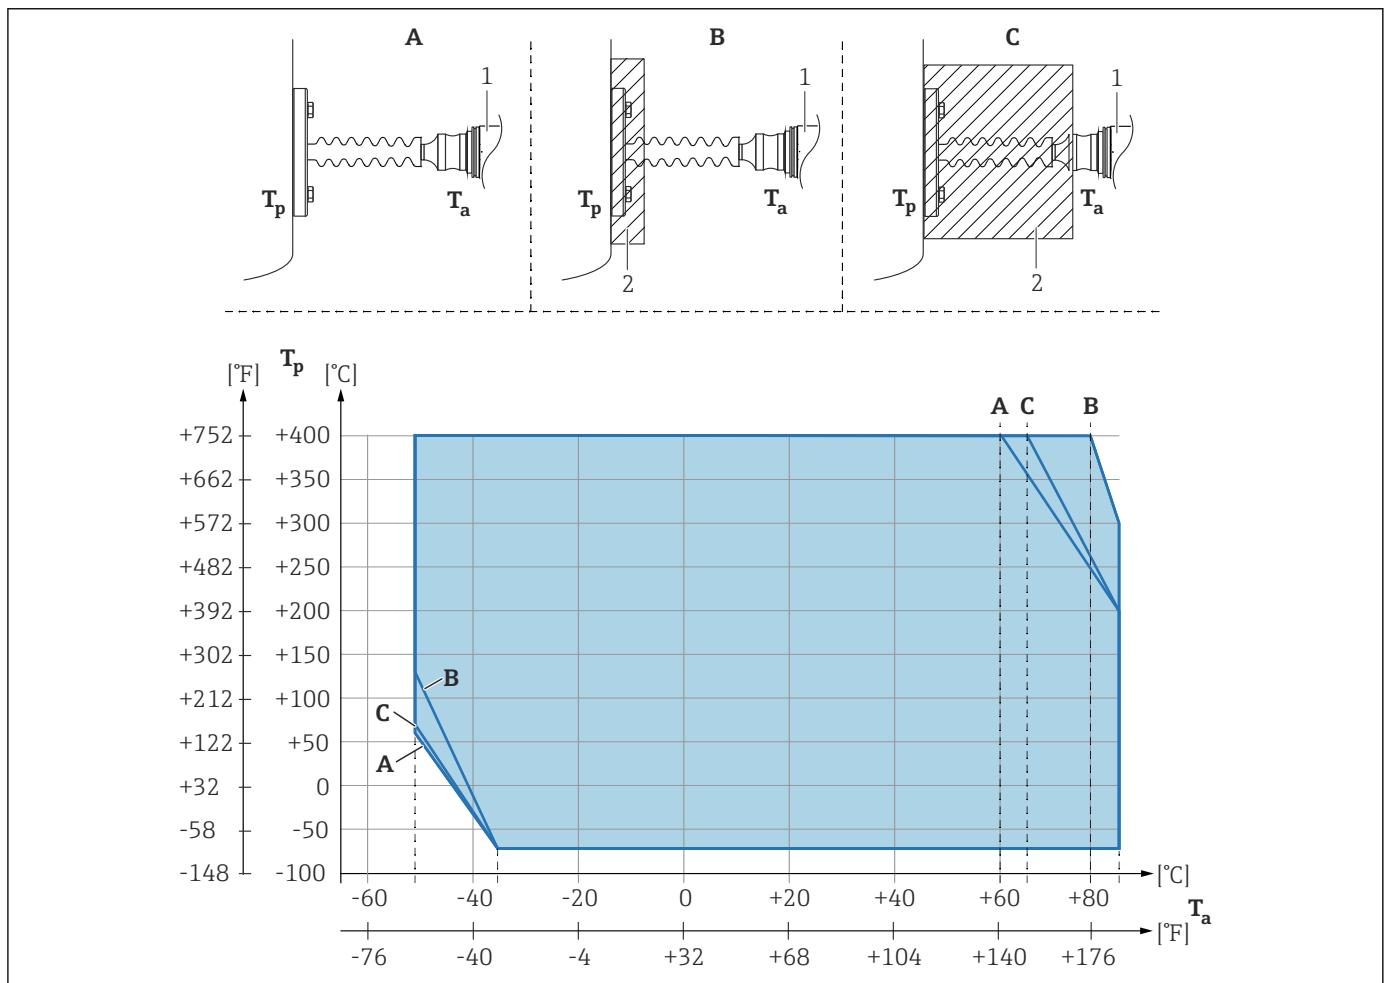 A B C
1 1 1
Tp Ta Tp Ta Tp Ta
2 2 2
Tp
[°F] [°C]
A C B
+752 +400
+662 +350
+572 +300
+482 +250
+392 +200
+302 +150
+212 +100
+122 +50
+32 0
-58 -50
-148 -100
B
C
A
-60 -40 -20 0 +20 +40 +60 +80 [°C]
Ta
-76 -40 -4 +32 +68 +104 +140 +176 [°F]